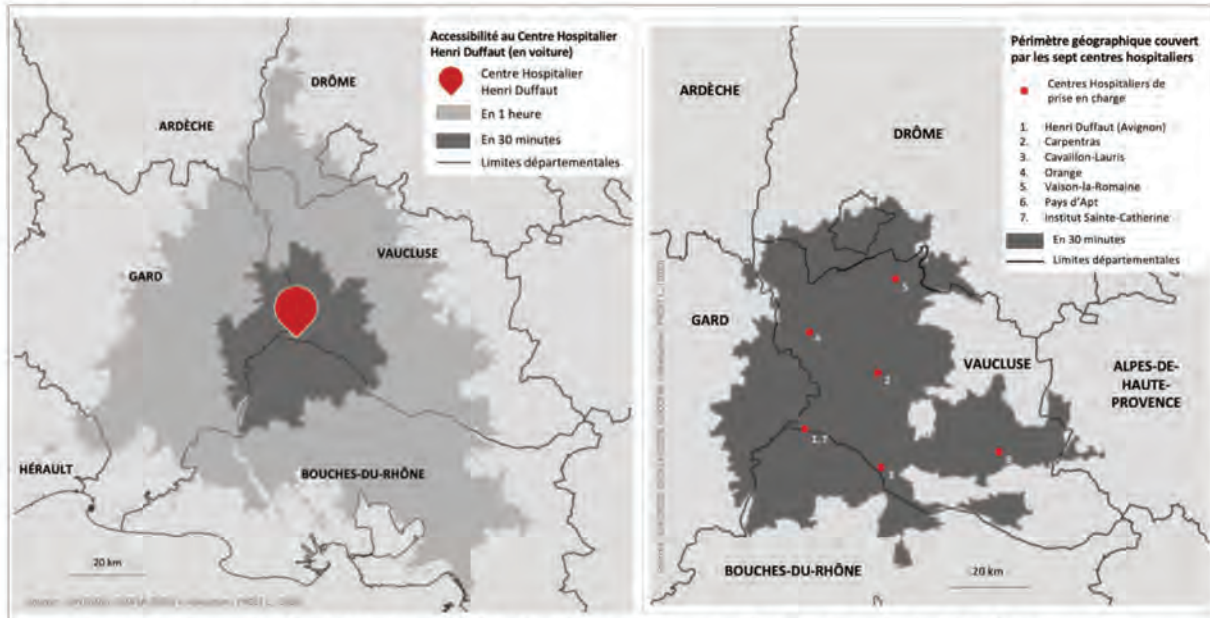 Accessibilité au Centre Hospitalier
Henri Duffaut (en voiture)
Centre Hospitalier
Henri Duffaut
En 1 heure
En 30 minutes
Limites départementales
DRÔME
ARDÈCHE
VAUCLUSE
GARD
HÉRAULT
BOUCHES-DU-RHÔNE
20 km
Périmètre géographique couvert
par les sept centres hospitaliers
Centres Hospitaliers de
prise en charge
1. Henri Duffaut (Avignon)
2. Carpentras
3. Cavaillon-Lauris
4. Orange
5. Vaison-la-Romaine
6. Pays d'Apt
7. Institut Sainte-Catherine
En 30 minutes
Limites départementales
ARDÈCHE
DRÔME
5
GARD
4
VAUCLUSE
2
ALPES-DE-
HAUTE-
PROVENCE
1, 7
6
3
BOUCHES-DU-RHÔNE
20 km